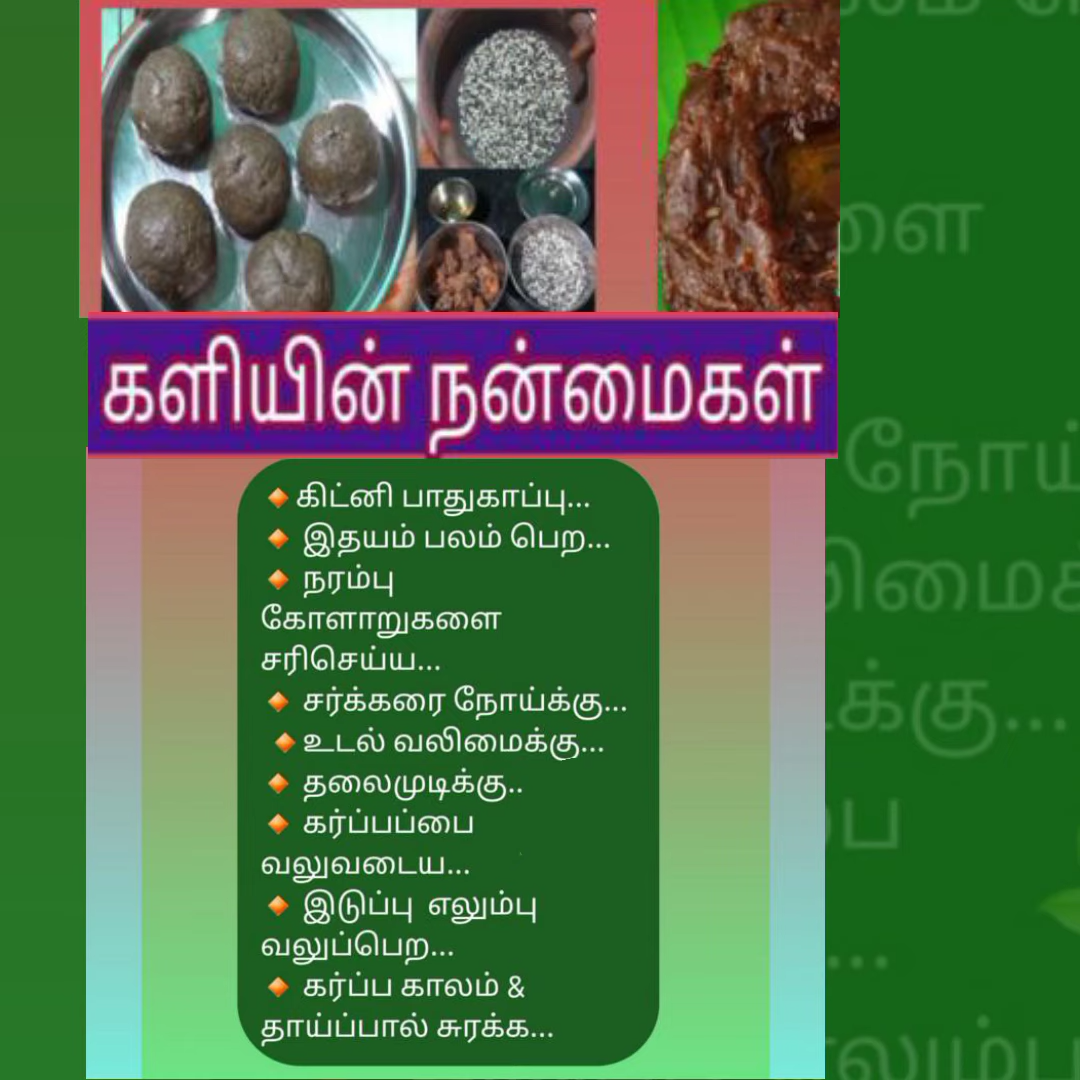 களியின் நன்மைகள்
🔸கிட்னி பாதுகாப்பு...
🔸 இதயம் பலம் பெற...
🔸 நரம்பு
கோளாறுகளை
சரிசெய்ய...
🔸 சர்க்கரை நோய்க்கு...
🔸உடல் வலிமைக்கு...
🔸 தலைமுடிக்கு..
🔸 கர்ப்பப்பை
வலுவடைய...
🔸 இடுப்பு எலும்பு
வலுப்பெற...
🔸 கர்ப்ப காலம் &
தாய்ப்பால் சுரக்க...